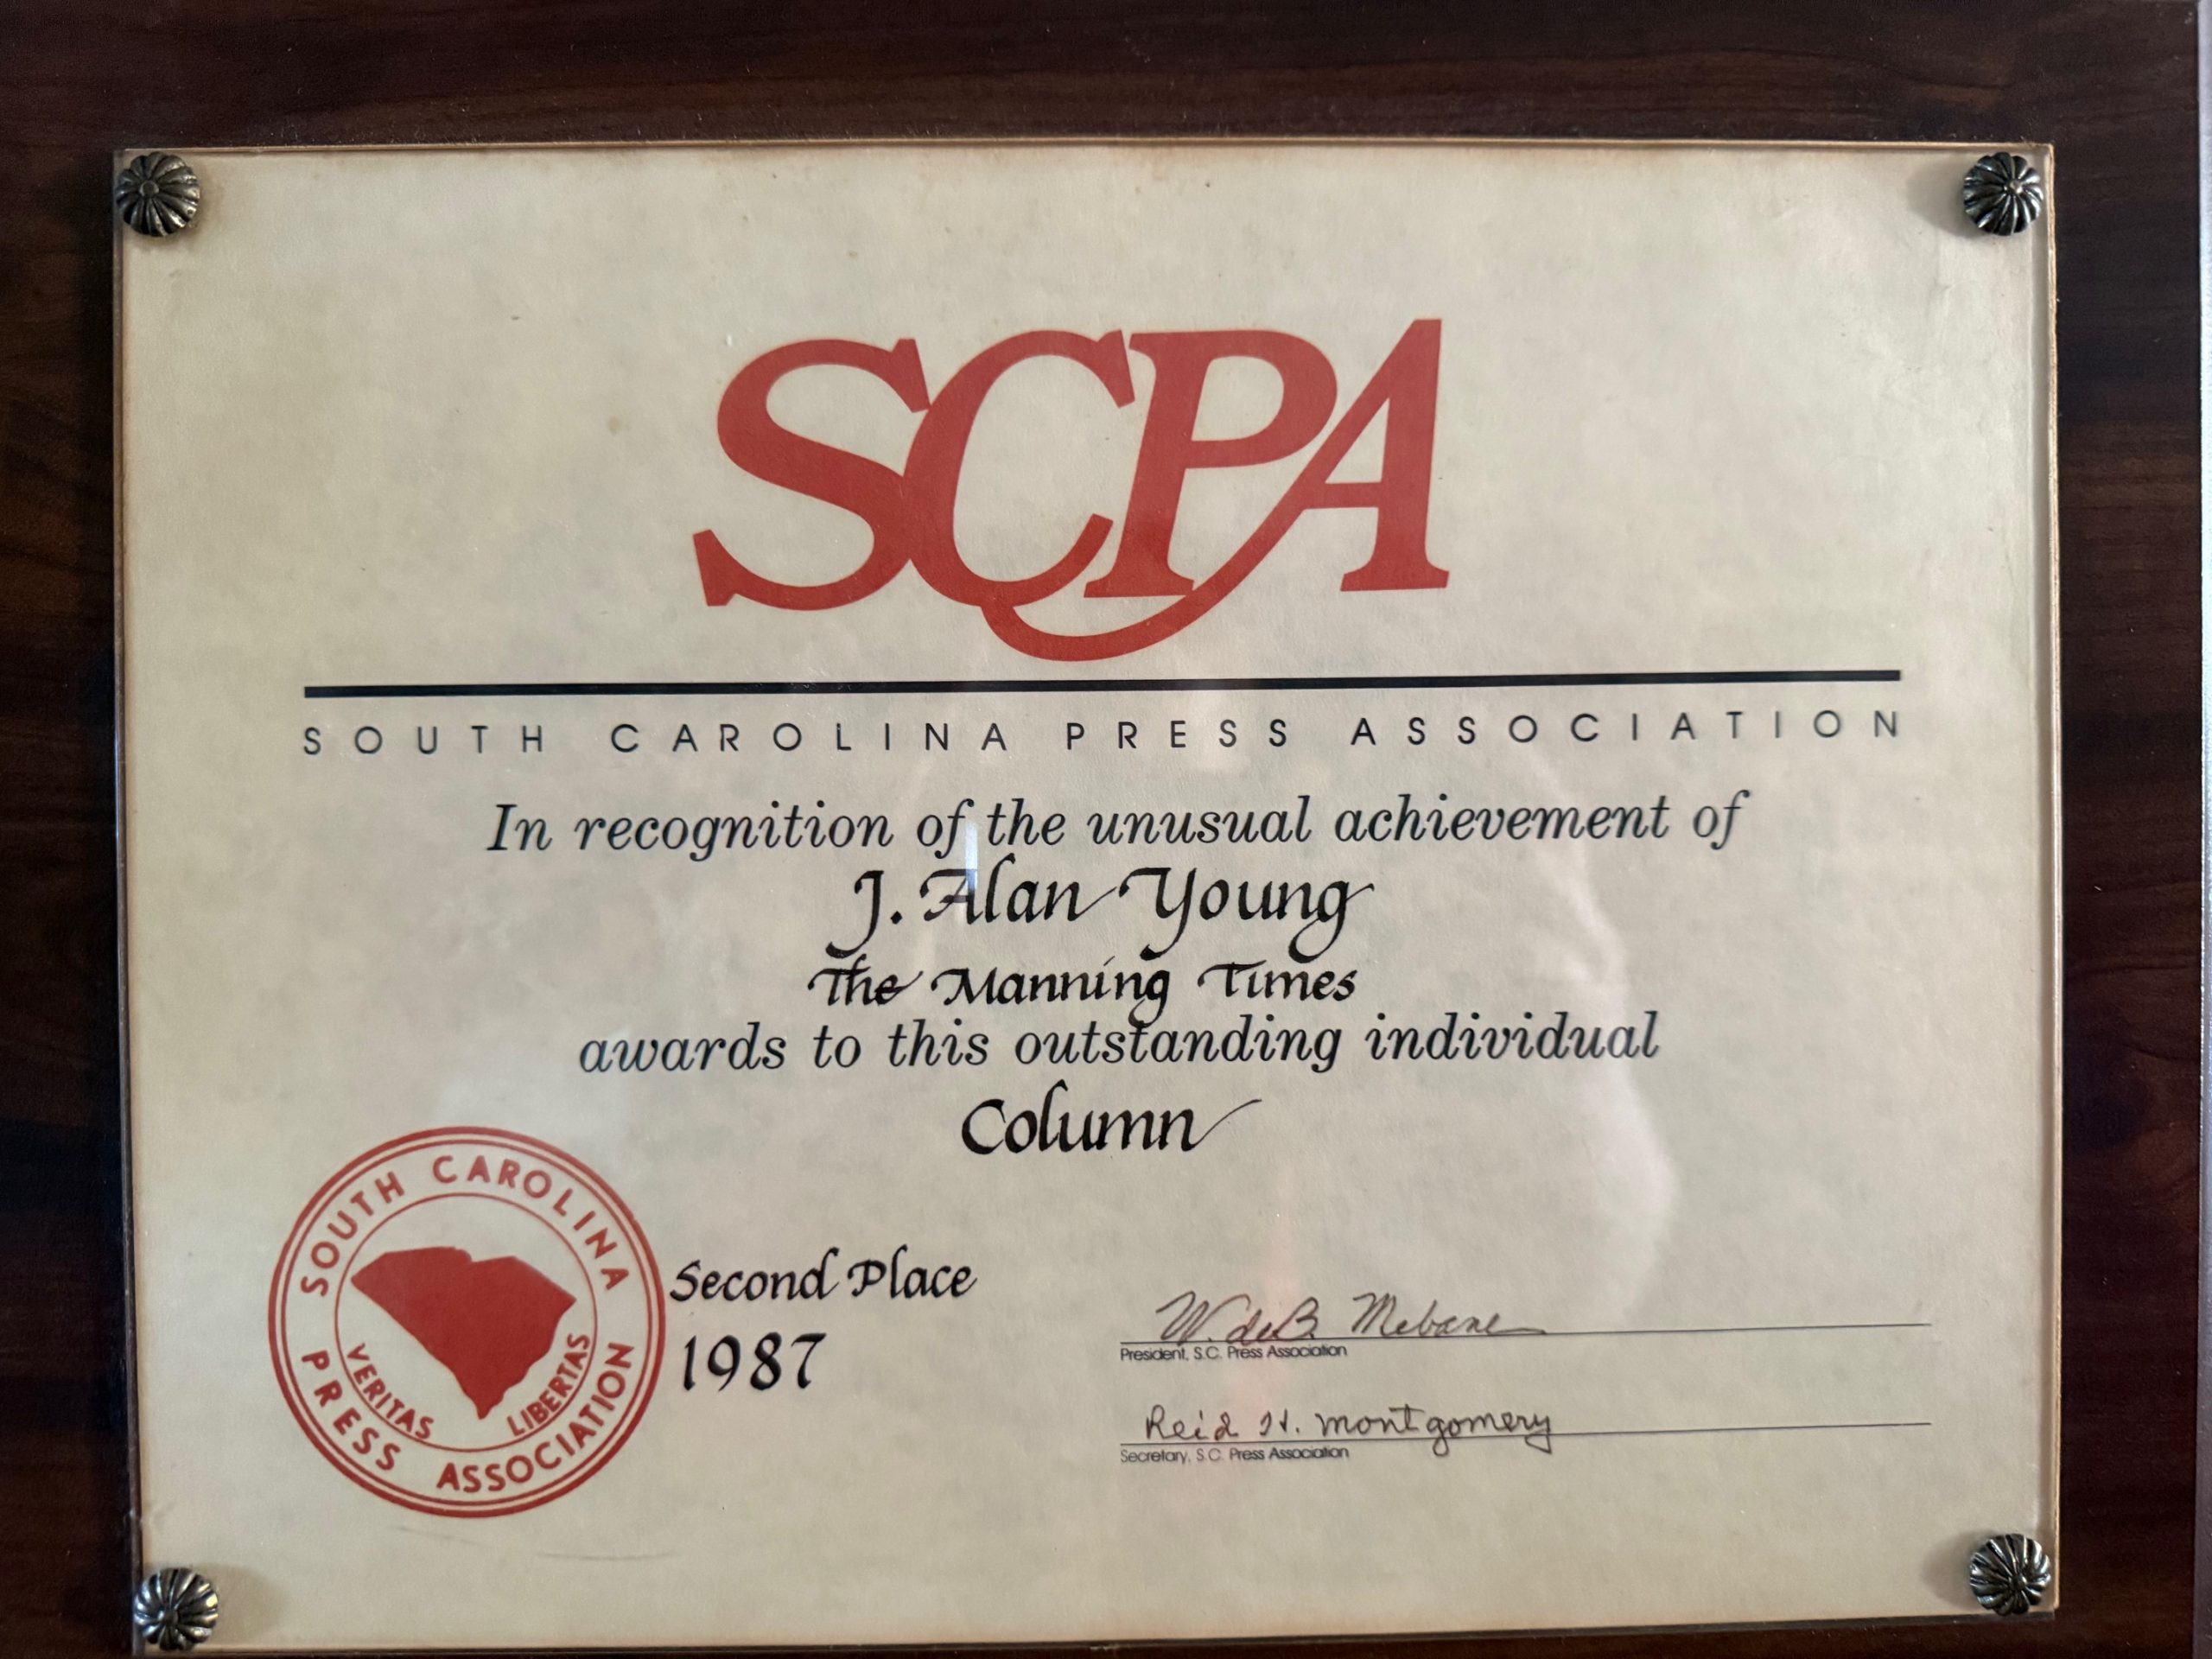 SCPA
SOUTH CAROLINA PRESS ASSOCIATION
In recognition of the unusual achievement of
J. Alan Young
The Manning Times
awards to this outstanding individual
Column
SOUTH CAROLINA
PRESS ASSOCIATION
VERITAS LIBERTAS
Second Place
1987
W. deB. Mebane
President, S.C. Press Association
Reid H. Montgomery
Secretary, S.C. Press Association